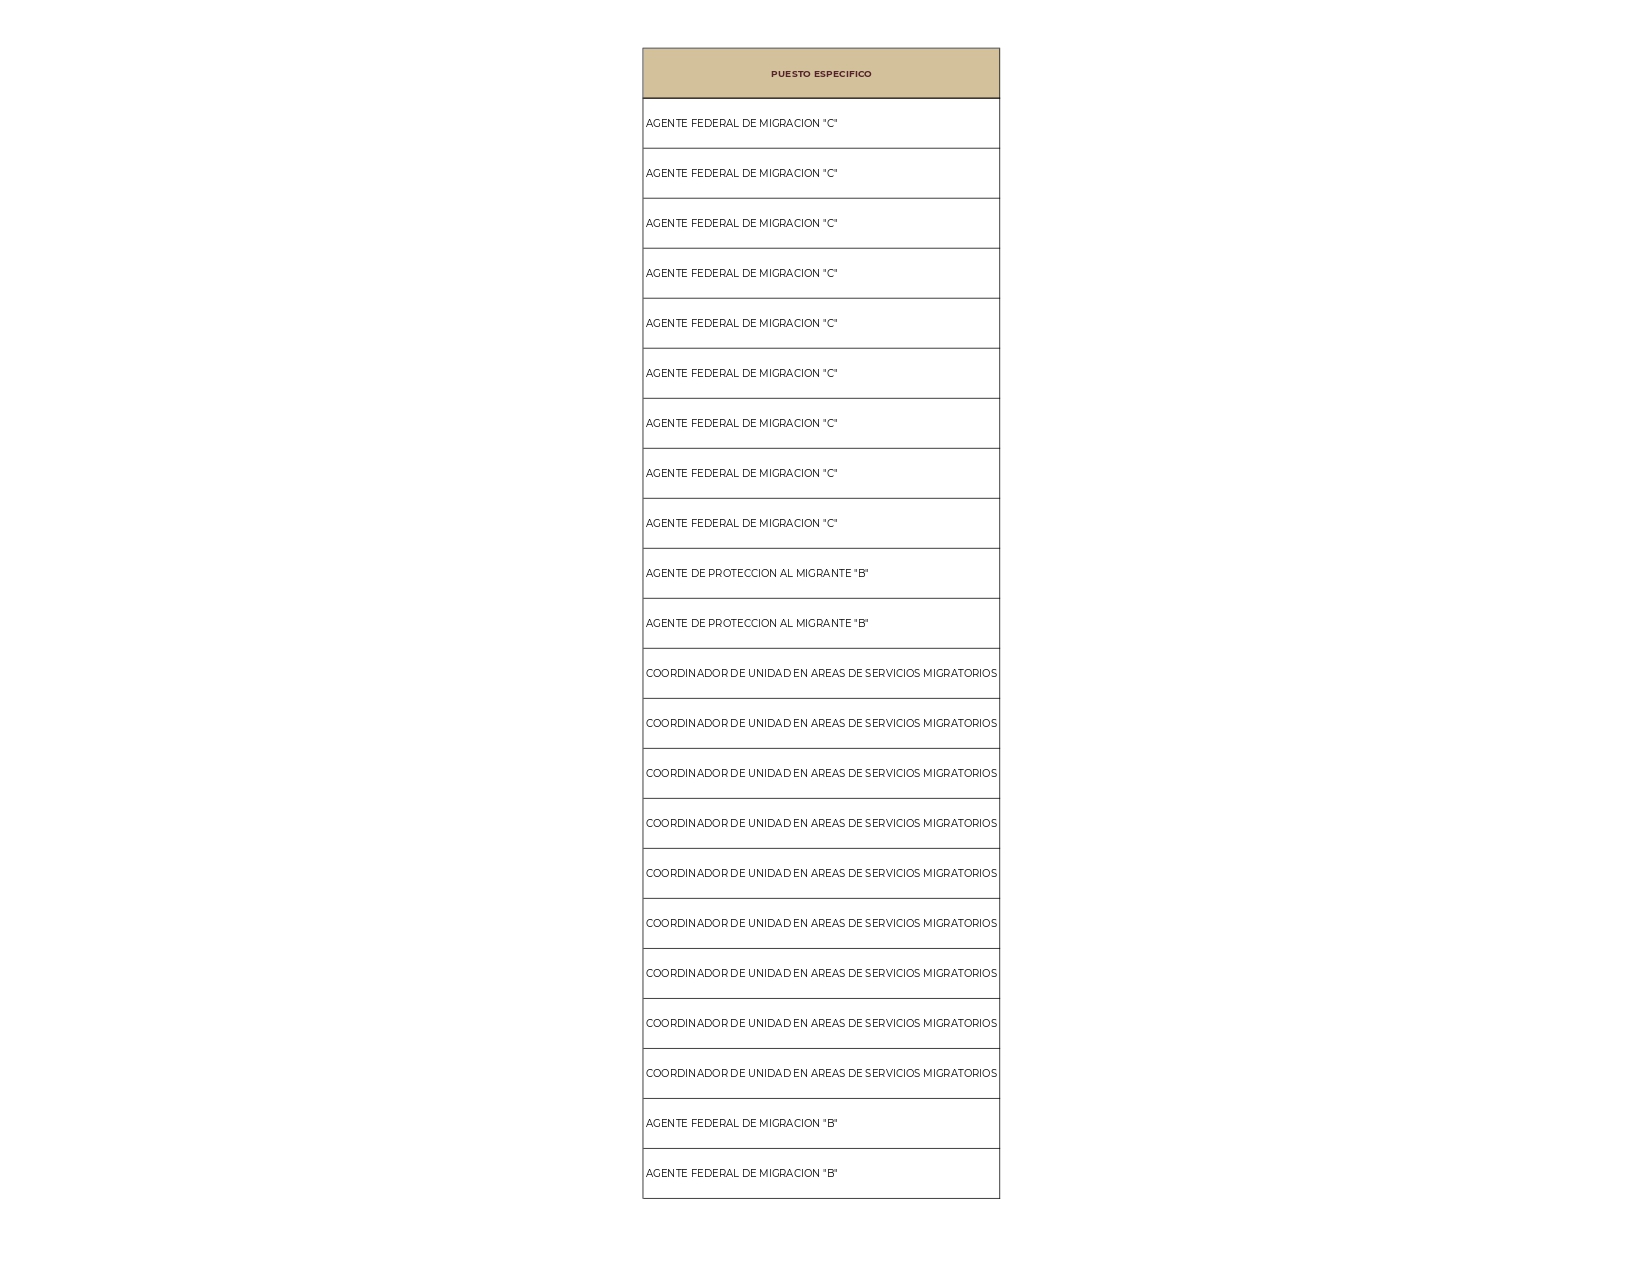 PUESTO ESPECIFICO
AGENTE FEDERAL DE MIGRACION "C"
AGENTE FEDERAL DE MIGRACION "C"
AGENTE FEDERAL DE MIGRACION "C"
AGENTE FEDERAL DE MIGRACION "C"
AGENTE FEDERAL DE MIGRACION "C"
AGENTE FEDERAL DE MIGRACION "C"
AGENTE FEDERAL DE MIGRACION "C"
AGENTE FEDERAL DE MIGRACION "C"
AGENTE FEDERAL DE MIGRACION "C"
AGENTE DE PROTECCION AL MIGRANTE "B"
AGENTE DE PROTECCION AL MIGRANTE "B"
COORDINADOR DE UNIDAD EN AREAS DE SERVICIOS MIGRATORIOS
COORDINADOR DE UNIDAD EN AREAS DE SERVICIOS MIGRATORIOS
COORDINADOR DE UNIDAD EN AREAS DE SERVICIOS MIGRATORIOS
COORDINADOR DE UNIDAD EN AREAS DE SERVICIOS MIGRATORIOS
COORDINADOR DE UNIDAD EN AREAS DE SERVICIOS MIGRATORIOS
COORDINADOR DE UNIDAD EN AREAS DE SERVICIOS MIGRATORIOS
COORDINADOR DE UNIDAD EN AREAS DE SERVICIOS MIGRATORIOS
COORDINADOR DE UNIDAD EN AREAS DE SERVICIOS MIGRATORIOS
COORDINADOR DE UNIDAD EN AREAS DE SERVICIOS MIGRATORIOS
AGENTE FEDERAL DE MIGRACION "B"
AGENTE FEDERAL DE MIGRACION "B"